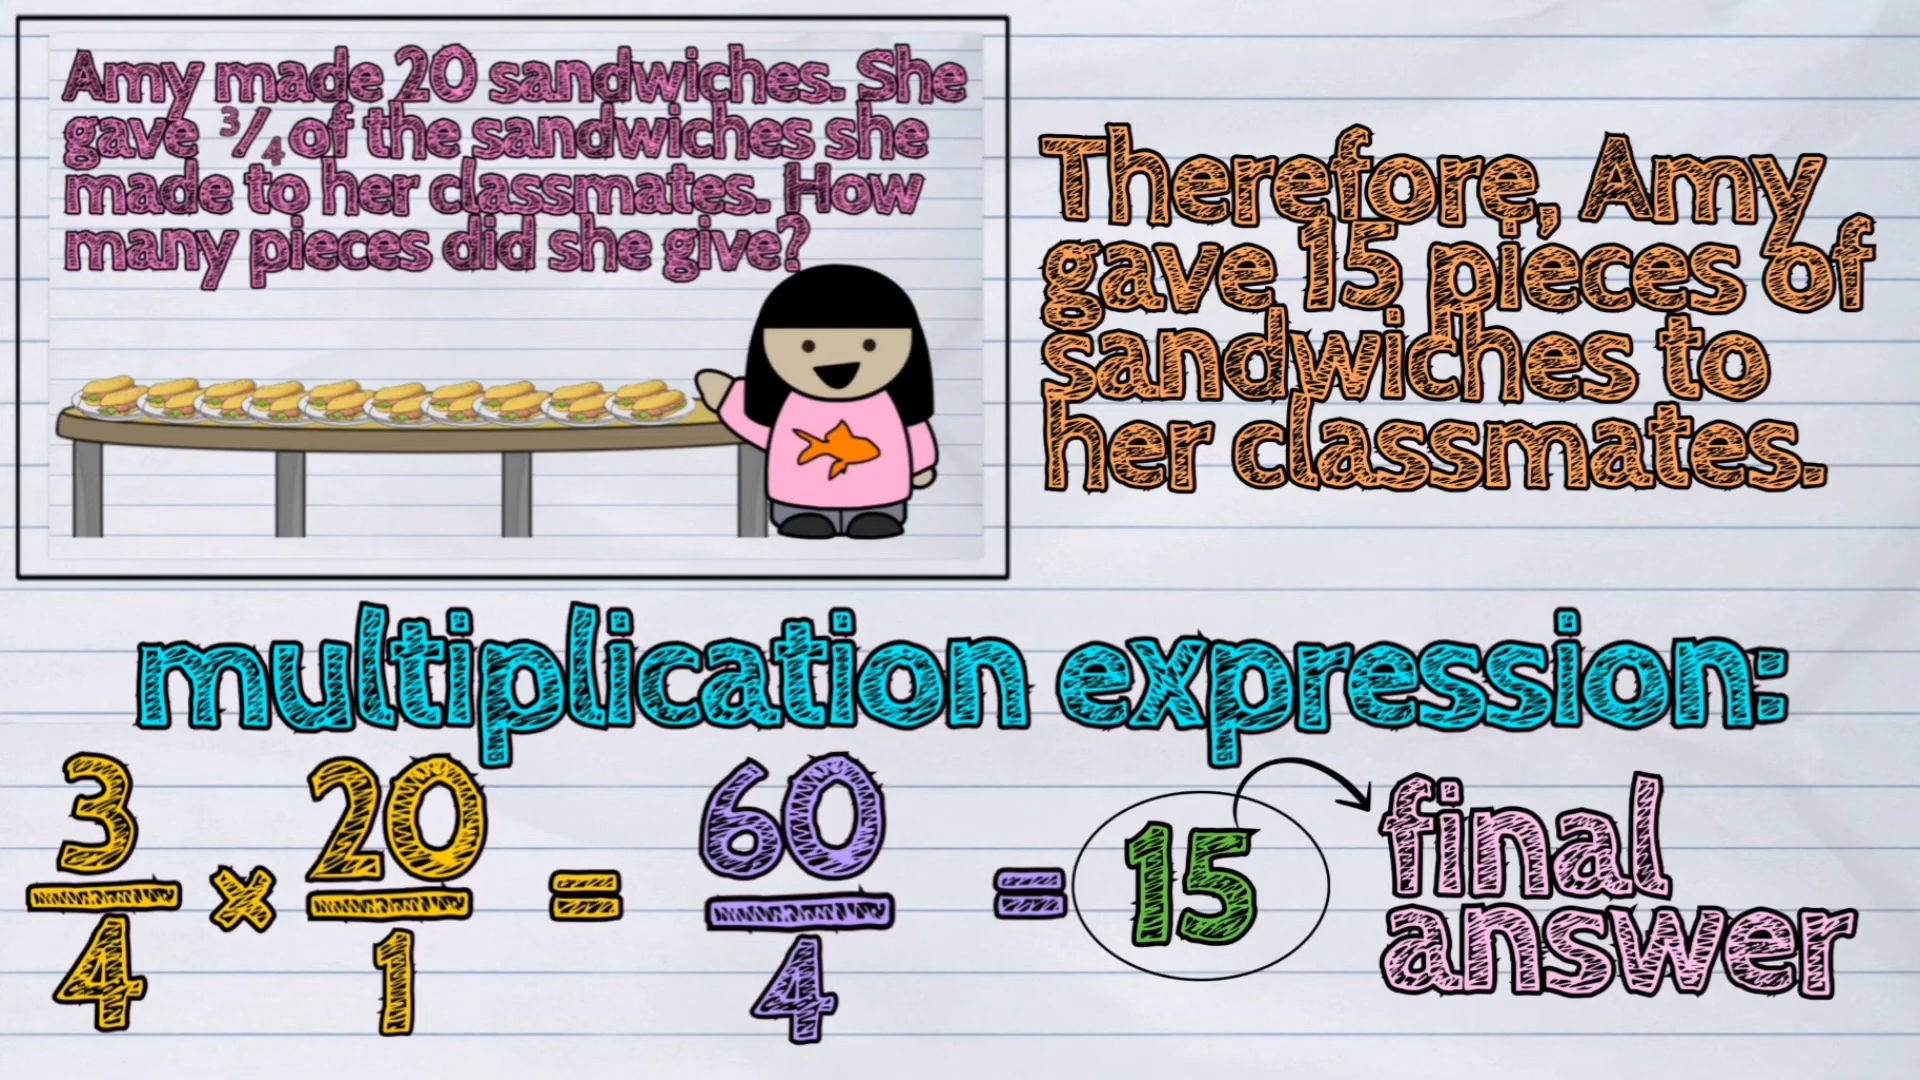 Amy made 20 sandwiches. She
gave 3/4 of the sandwiches she
made to her classmates. How
many pieces did she give?
Therefore, Amy
gave 15 pieces of
sandwiches to
her classmates.
multiplication expression:
3/4 × 20/1 = 60/4 = 15
final
answer